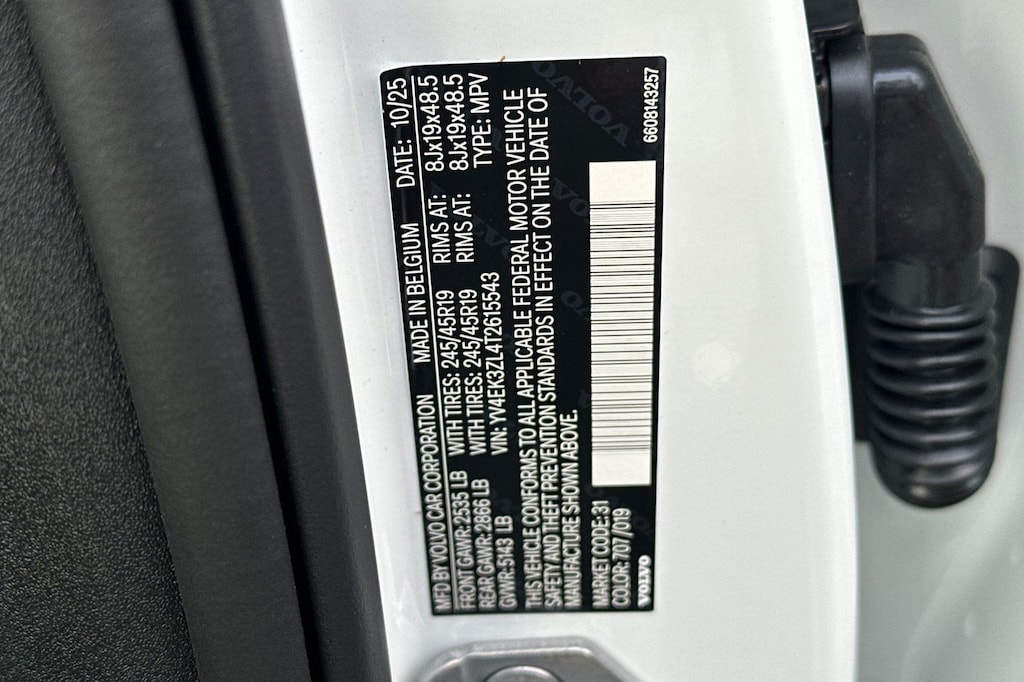 MFD BY VOLVO CAR CORPORATION MADE IN BELGIUM DATE: 10/25
FRONT GAWR: 2535 LB WITH TIRES: 245/45R19 RIMS AT: 8Jx19x48.5
REAR GAWR: 2866 LB WITH TIRES: 245/45R19 RIMS AT: 8Jx19x48.5
GVWR: 5143 LB VIN: YV4EK3ZL4T2615543 TYPE: MPV
THIS VEHICLE CONFORMS TO ALL APPLICABLE FEDERAL MOTOR VEHICLE
SAFETY AND THEFT PREVENTION STANDARDS IN EFFECT ON THE DATE OF
MANUFACTURE SHOWN ABOVE.
MARKET CODE: 31
COLOR: 707/019
VOLVO
6608143257